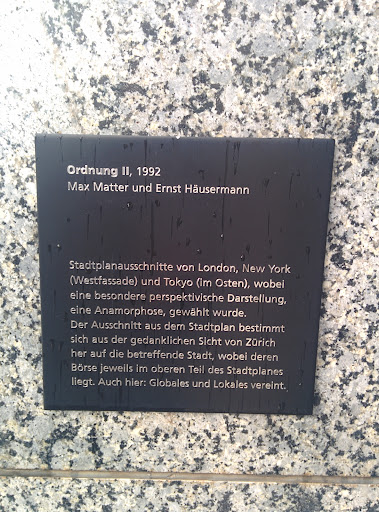 Ordnung II, 1992
Max Matter und Ernst Häusermann
Stadtplanausschnitte von London, New York
(Westfassade) und Tokyo (im Osten), wobei
eine besondere perspektivische Darstellung,
eine Anamorphose, gewählt wurde.
Der Ausschnitt aus dem Stadtplan bestimmt
sich aus der gedanklichen Sicht von Zürich
her auf die betreffende Stadt, wobei deren
Börse jeweils im oberen Teil des Stadtplanes
liegt. Auch hier: Globales und Lokales vereint.